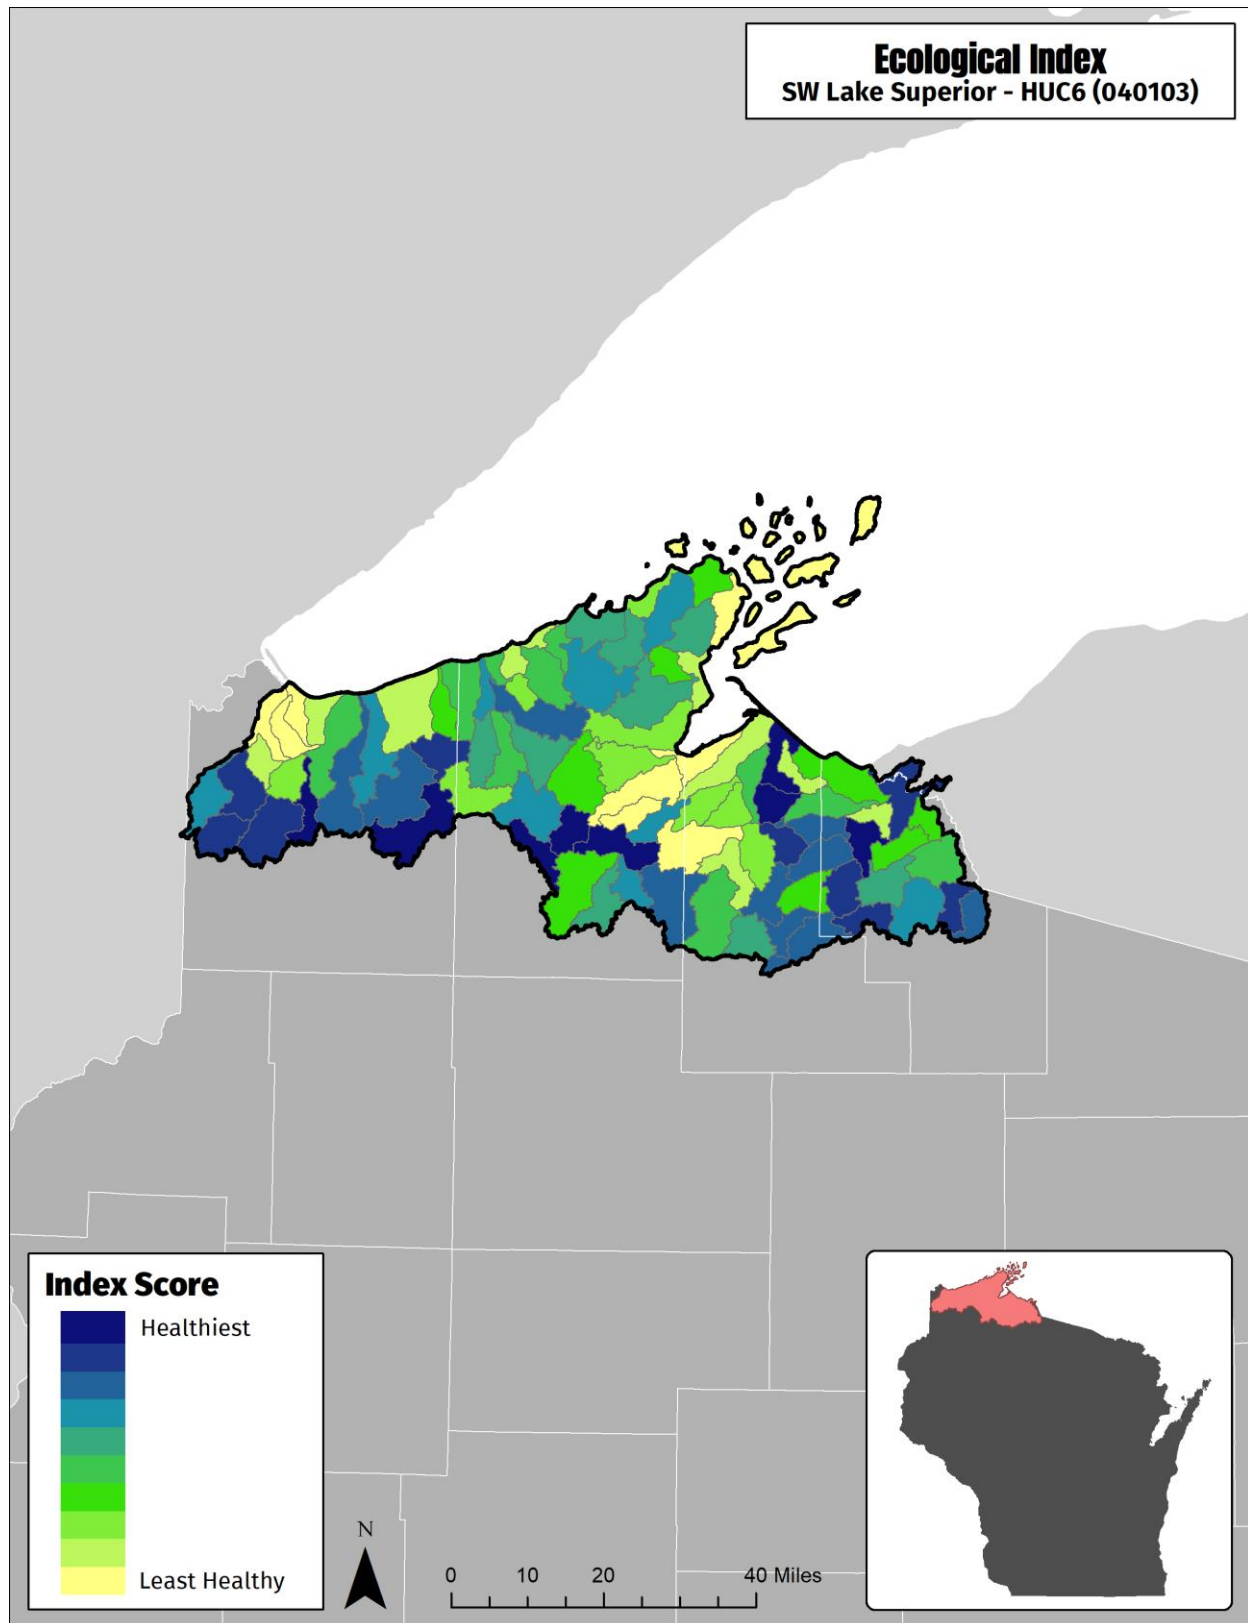 Ecological Index
SW Lake Superior - HUC6 (040103)
Index Score
Healthiest
Least Healthy
N
0 10 20 40 Miles